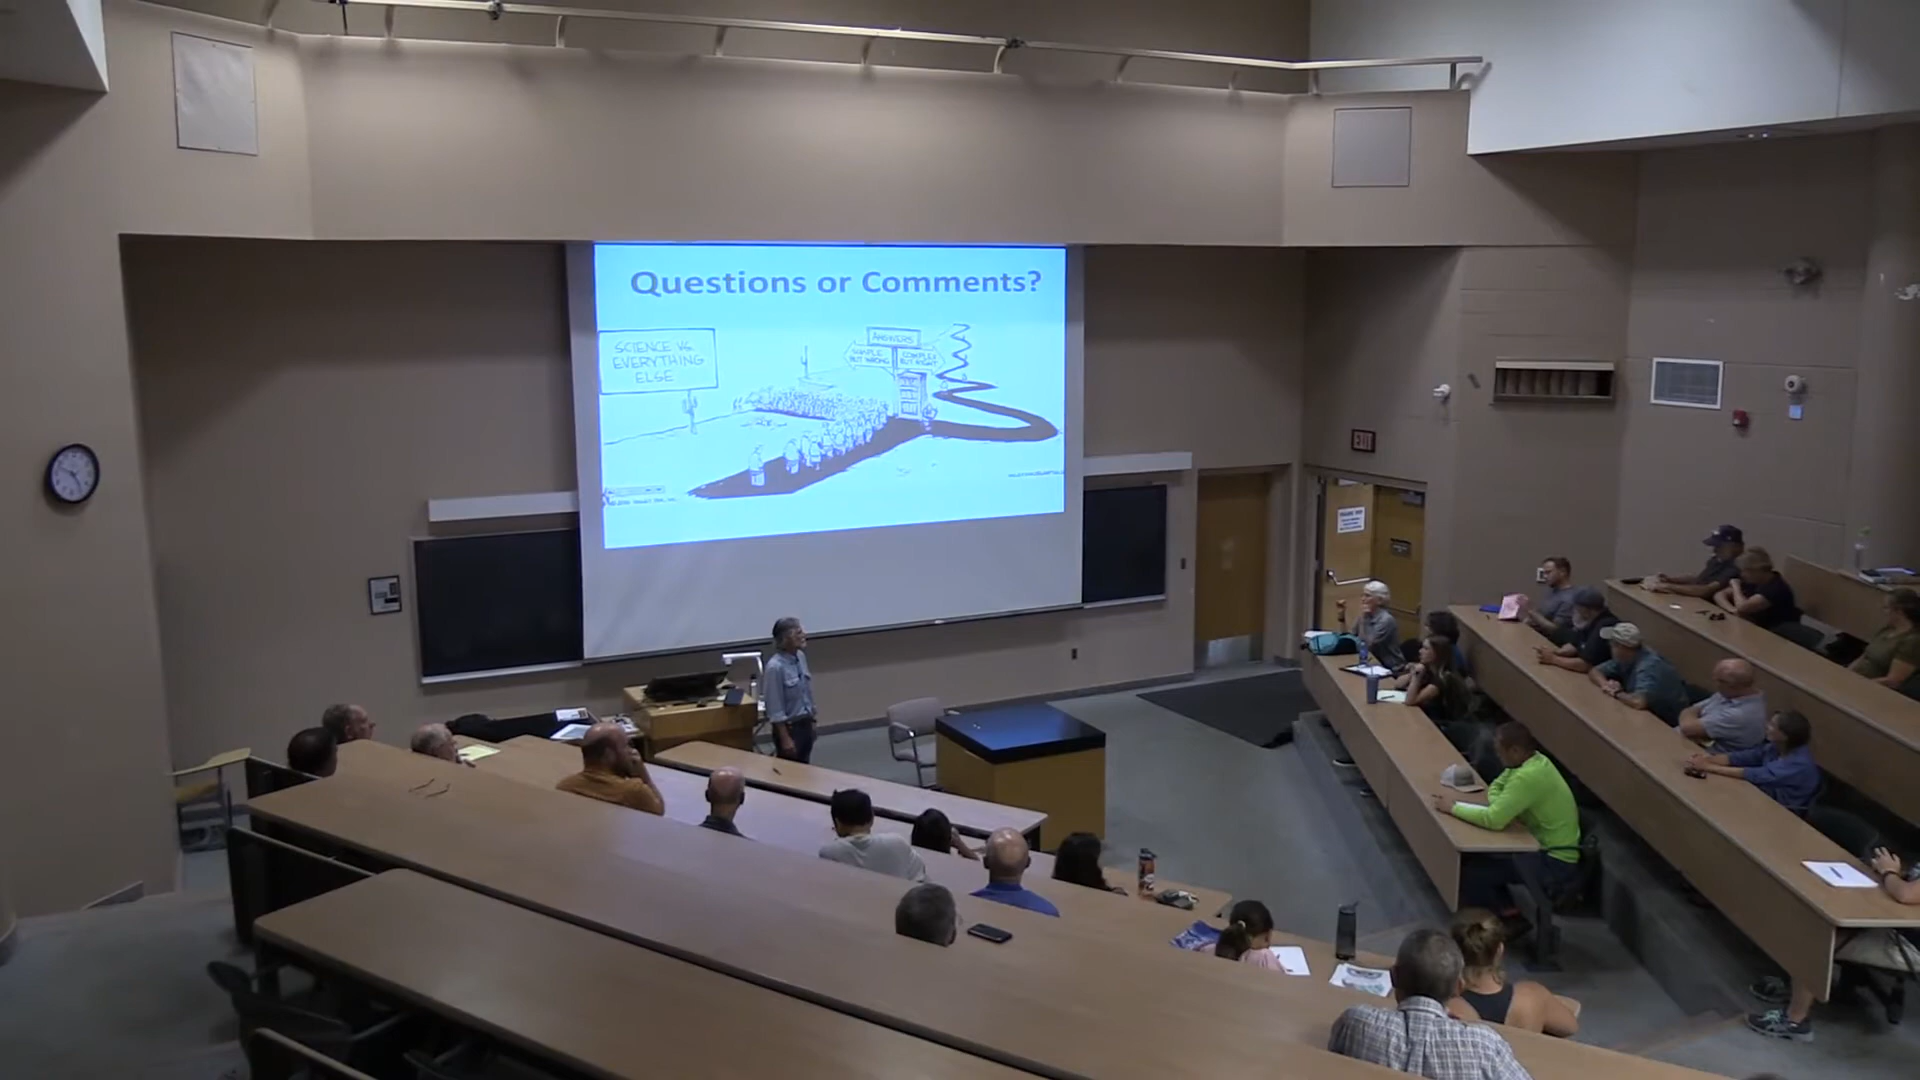 Questions or Comments?
SCIENCE VS.
EVERYTHING
ELSE
ANSWERS
SIMPLE
BUT WRONG
COMPLEX
BUT RIGHT
EXIT